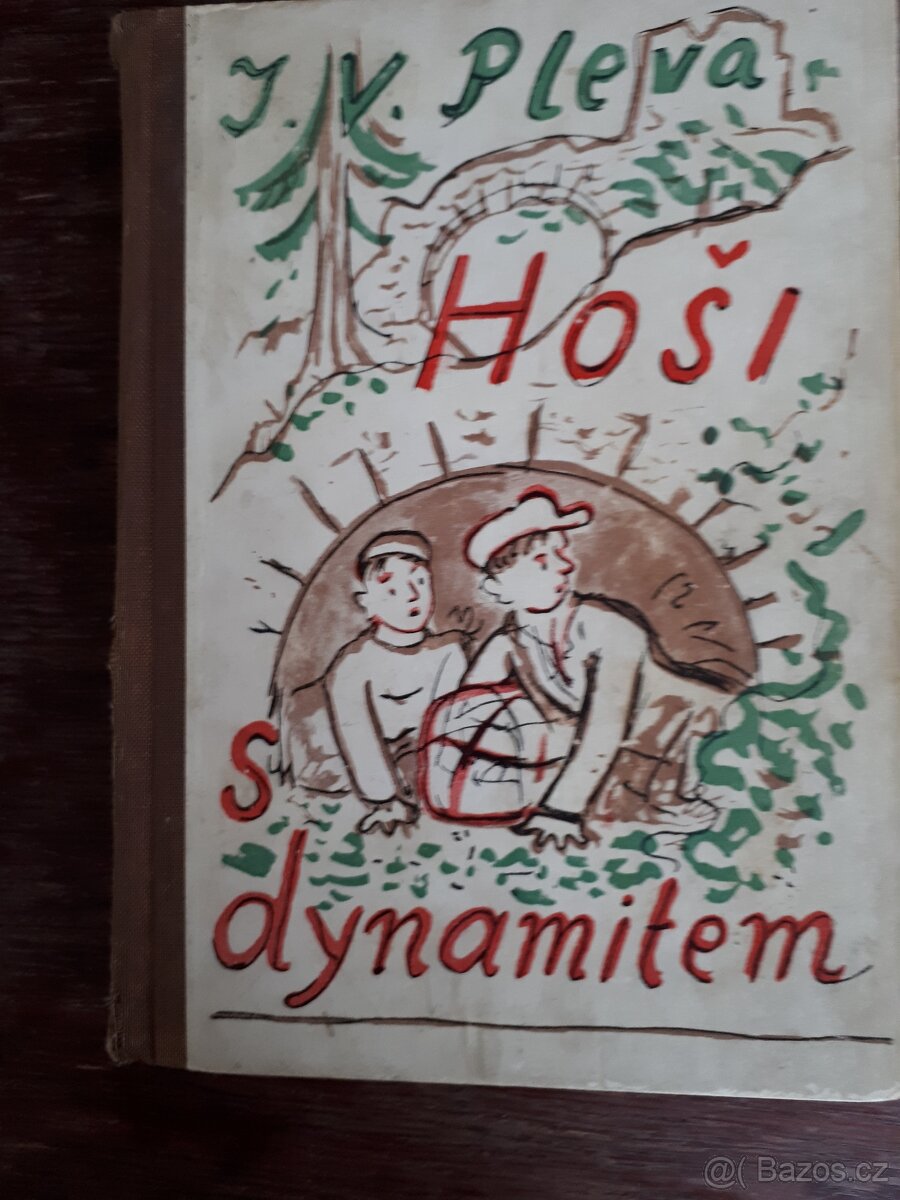 J. V. Pleva
Hoši
s
dynamitem
@( Bazos.cz